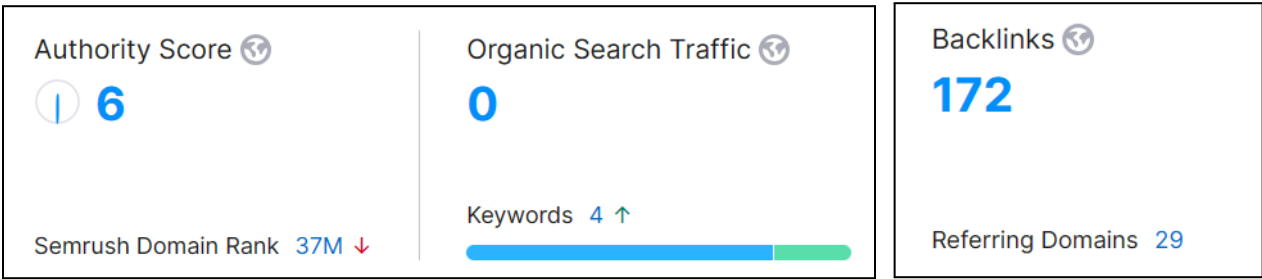 Authority Score
6
Semrush Domain Rank 37M ↓
Organic Search Traffic
0
Keywords 4 ↑
Backlinks
172
Referring Domains 29